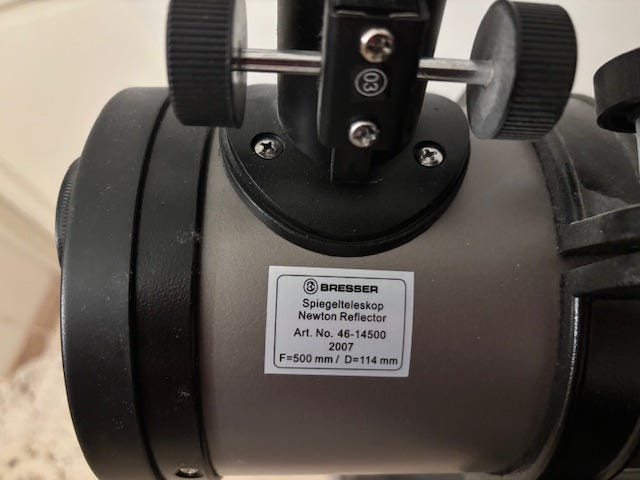 03
BRESSER
Spiegelteleskop
Newton Reflector
Art. No. 46-14500
2007
F=500 mm / D=114 mm